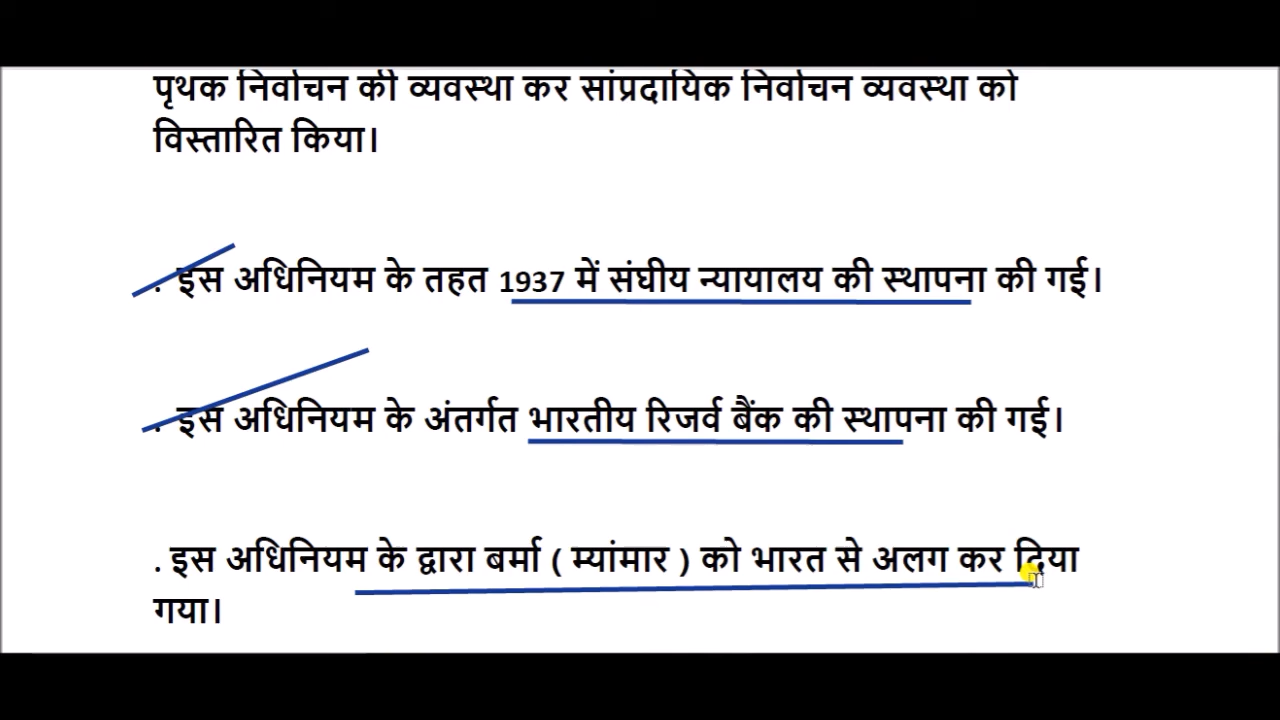 पृथक निर्वाचन की व्यवस्था कर सांप्रदायिक निर्वाचन व्यवस्था को
विस्तारित किया।
. इस अधिनियम के तहत 1937 में संघीय न्यायालय की स्थापना की गई।
. इस अधिनियम के अंतर्गत भारतीय रिजर्व बैंक की स्थापना की गई।
. इस अधिनियम के द्वारा बर्मा ( म्यांमार ) को भारत से अलग कर दिया
गया।